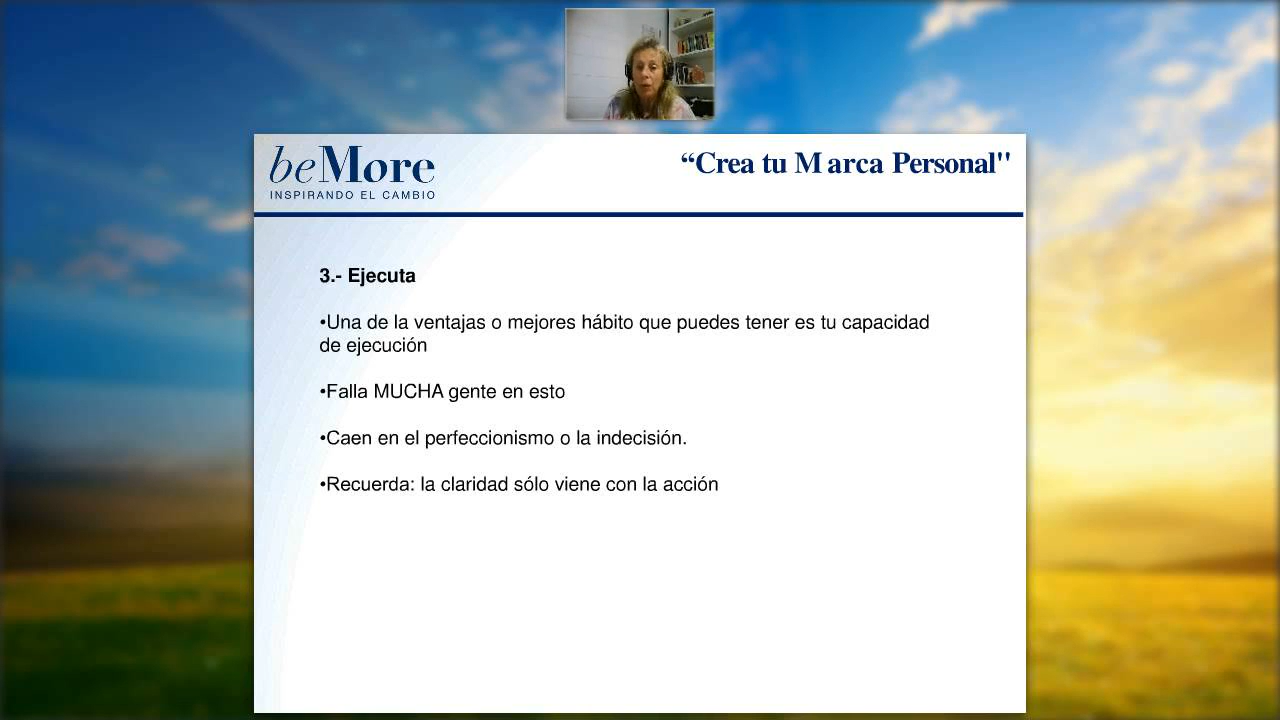 beMore
INSPIRANDO EL CAMBIO
“Crea tu Marca Personal"
3.- Ejecuta
•Una de la ventajas o mejores hábito que puedes tener es tu capacidad
de ejecución
•Falla MUCHA gente en esto
•Caen en el perfeccionismo o la indecisión.
•Recuerda: la claridad sólo viene con la acción